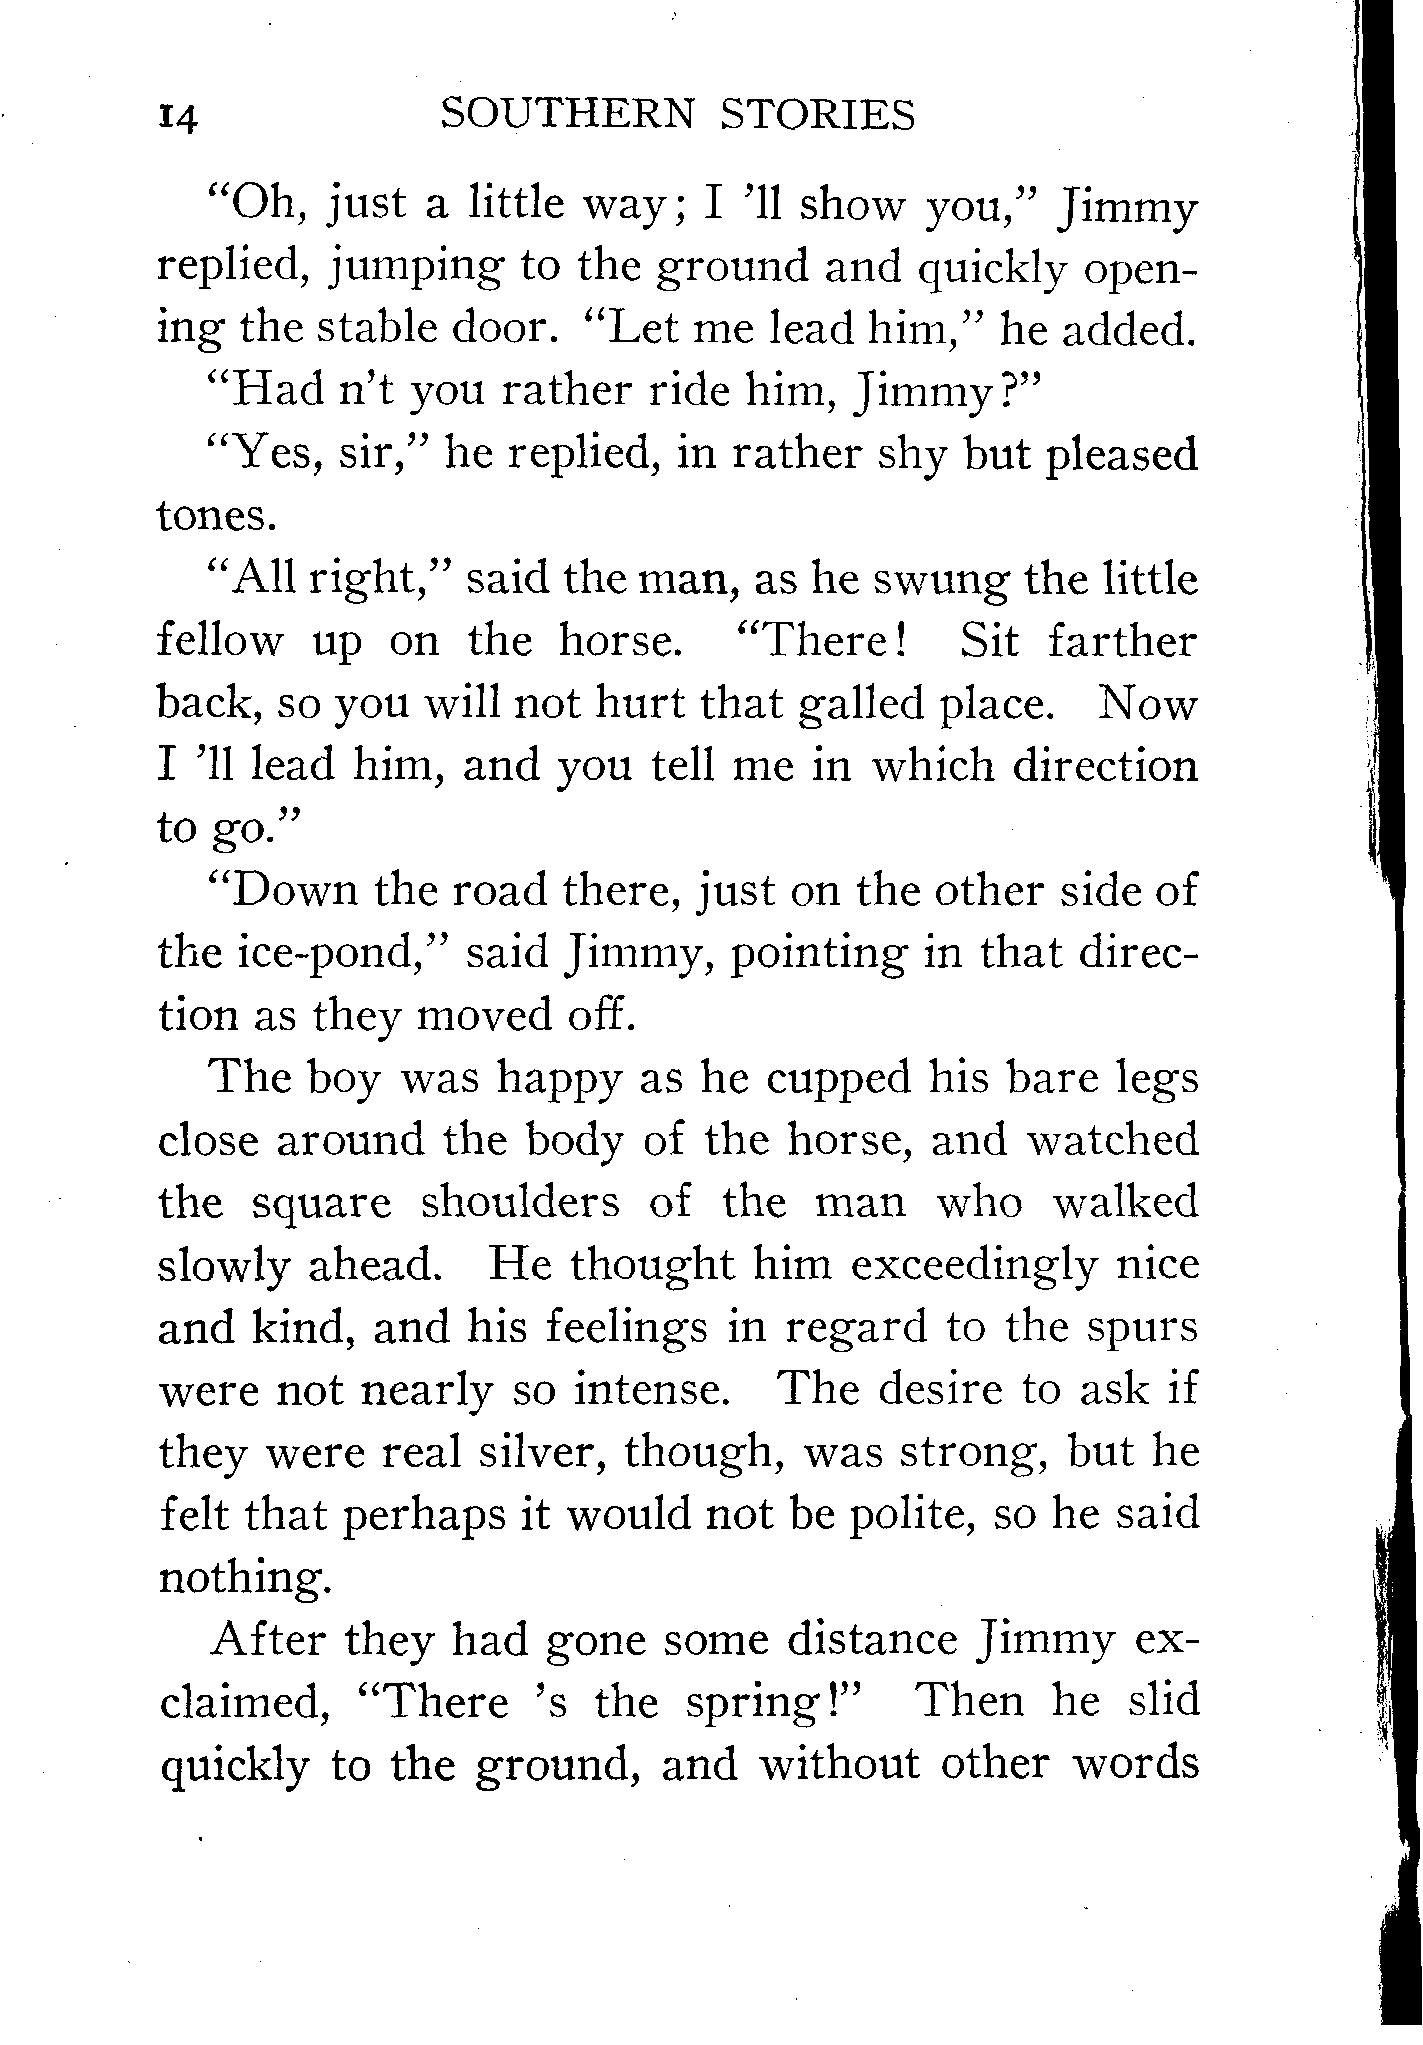 14 SOUTHERN STORIES
“Oh, just a little way; I ’ll show you,” Jimmy
replied, jumping to the ground and quickly open-
ing the stable door. “Let me lead him,” he added.
“Had n’t you rather ride him, Jimmy?”
“Yes, sir,” he replied, in rather shy but pleased
tones.
“All right,” said the man, as he swung the little
fellow up on the horse. “There! Sit farther
back, so you will not hurt that galled place. Now
I ’ll lead him, and you tell me in which direction
to go.”
“Down the road there, just on the other side of
the ice-pond,” said Jimmy, pointing in that direc-
tion as they moved off.
The boy was happy as he cupped his bare legs
close around the body of the horse, and watched
the square shoulders of the man who walked
slowly ahead. He thought him exceedingly nice
and kind, and his feelings in regard to the spurs
were not nearly so intense. The desire to ask if
they were real silver, though, was strong, but he
felt that perhaps it would not be polite, so he said
nothing.
After they had gone some distance Jimmy ex-
claimed, “There ’s the spring!” Then he slid
quickly to the ground, and without other words